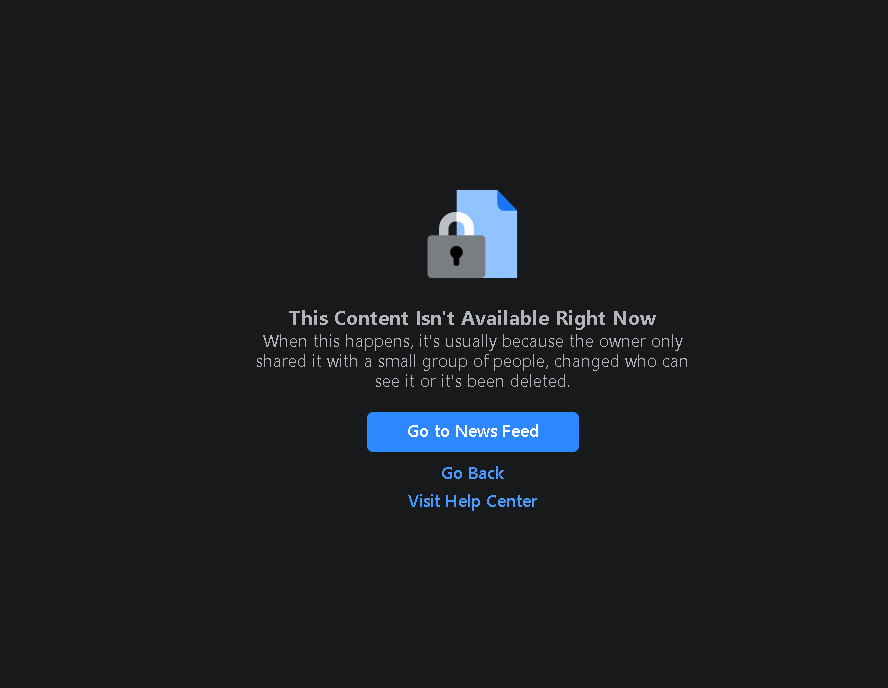 This Content Isn't Available Right Now
When this happens, it's usually because the owner only
shared it with a small group of people, changed who can
see it or it's been deleted.
Go to News Feed
Go Back
Visit Help Center